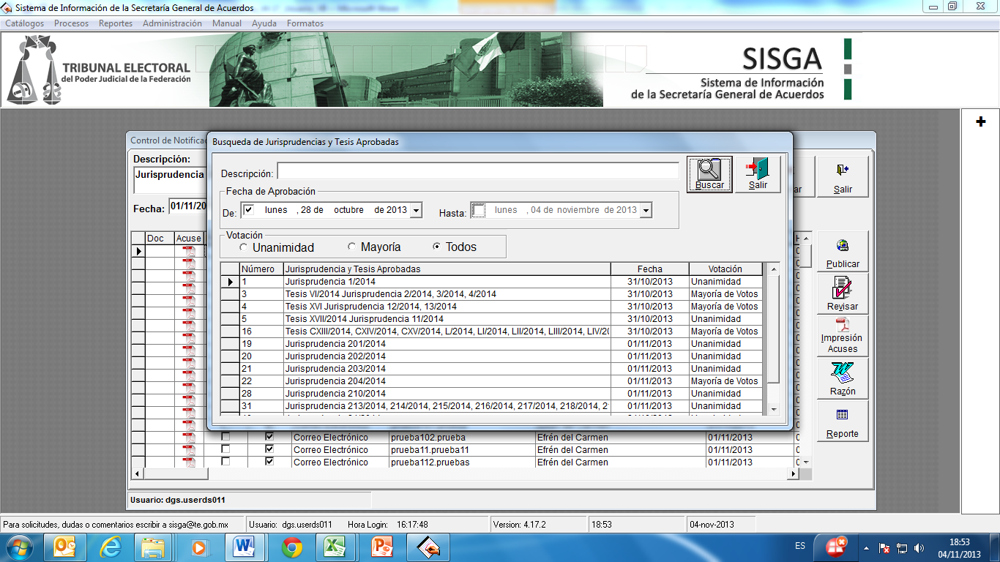 Sistema de Información de la Secretaría General de Acuerdos
Catálogos Procesos Reportes Administración Manual Ayuda Formatos
TRIBUNAL ELECTORAL
del Poder Judicial de la Federación
SISGA
Sistema de Información
de la Secretaría General de Acuerdos
Control de Notifica
Descripción:
Jurisprudencia
Fecha: 01/11/20
Doc Acuse
Busqueda de Jurisprudencias y Tesis Aprobadas
Descripción:
Buscar
Salir
Fecha de Aprobación
De: lunes , 28 de octubre de 2013
Hasta: lunes , 04 de noviembre de 2013
Votación
Unanimidad Mayoría Todos
Número Jurisprudencia y Tesis Aprobadas Fecha Votación
1 Jurisprudencia 1/2014 31/10/2013 Unanimidad
3 Tesis VI/2014 Jurisprudencia 2/2014, 3/2014, 4/2014 31/10/2013 Mayoría de Votos
4 Tesis XVI Jurisprudencia 12/2014, 13/2014 31/10/2013 Mayoría de Votos
5 Tesis XVII/2014 Jurisprudencia 11/2014 31/10/2013 Unanimidad
16 Tesis CXIII/2014, CXIV/2014, CXV/2014, L/2014, LI/2014, LII/2014, LIII/2014, LIV/20 31/10/2013 Mayoría de Votos
19 Jurisprudencia 201/2014 01/11/2013 Unanimidad
20 Jurisprudencia 202/2014 01/11/2013 Unanimidad
21 Jurisprudencia 203/2014 01/11/2013 Unanimidad
22 Jurisprudencia 204/2014 01/11/2013 Mayoría de Votos
28 Jurisprudencia 210/2014 01/11/2013 Unanimidad
31 Jurisprudencia 213/2014, 214/2014, 215/2014, 216/2014, 217/2014, 218/2014, 2 01/11/2013 Unanimidad
ar
Salir
Publicar
Revisar
Impresión
Acuses
Razón
Reporte
Correo Electrónico prueba102.prueba Efrén del Carmen 01/11/2013
Correo Electrónico prueba11.prueba11 Efrén del Carmen 01/11/2013
Correo Electrónico prueba112.pruebas Efrén del Carmen 01/11/2013
Usuario: dgs.userds011
Para solicitudes, dudas o comentarios escribir a sisga@te.gob.mx Usuario: dgs.userds011 Hora Login: 16:17:48 Version: 4.17.2 18:53 04-nov-2013
ES
18:53
04/11/2013